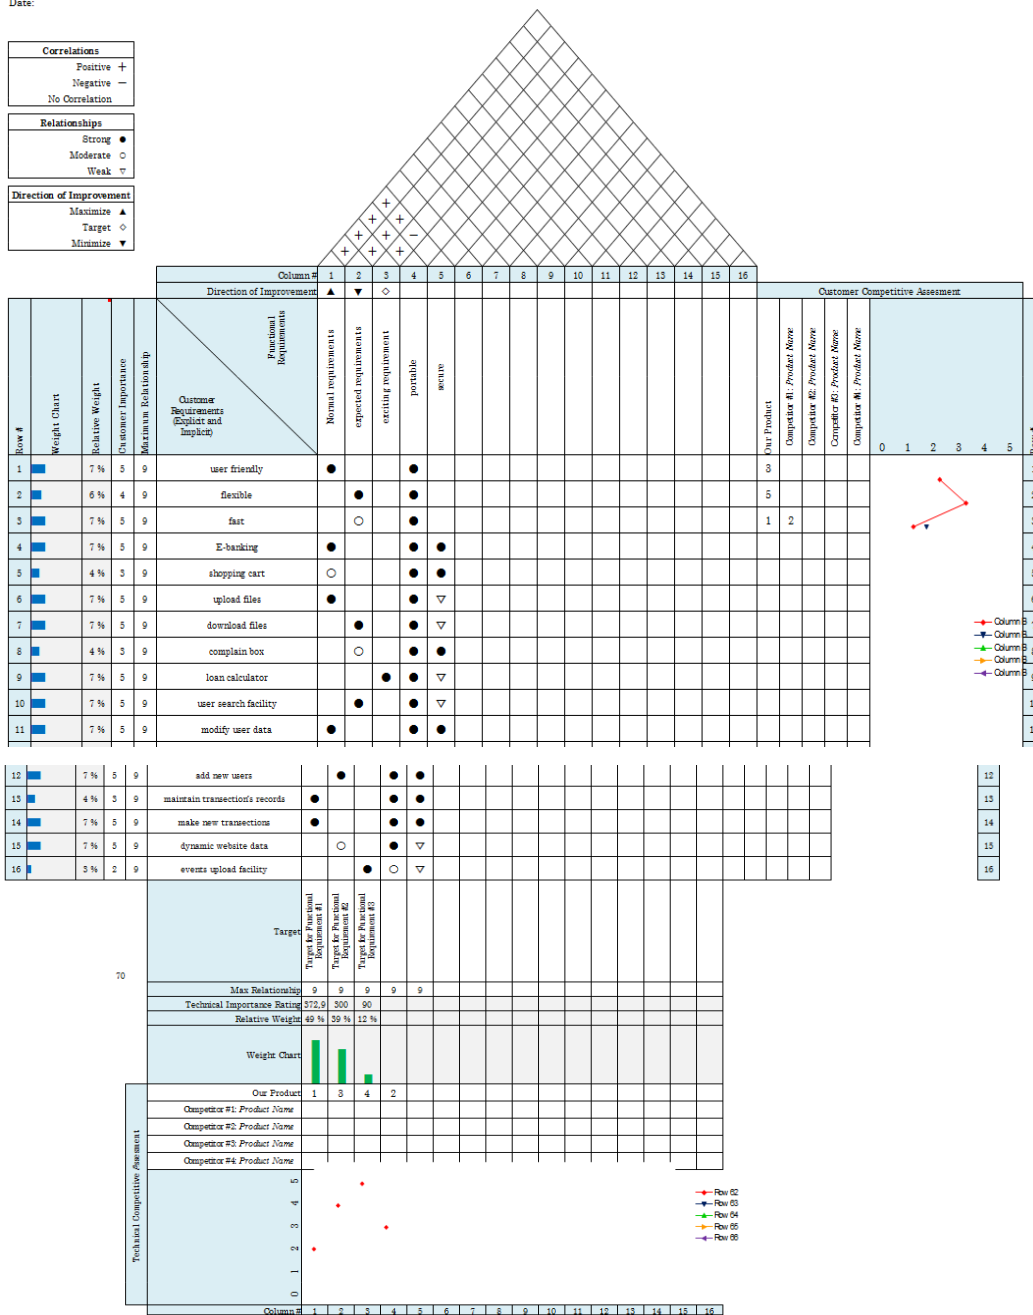 Date:
Correlations
Positive +
Negative −
No Correlation
Relationships
Strong ●
Moderate ○
Weak ▽
Direction of Improvement
Maximize ▲
Target ◇
Minimize ▼
+
+ +
+ + −
+ + +
Column # 1 2 3 4 5 6 7 8 9 10 11 12 13 14 15 16
Direction of Improvement ▲ ▼ ◇
Customer Competitive Assesment
Row #
Weight Chart
Relative Weight
Customer Importance
Maximum Relationship
Customer Requirements (Explicit and Implicit)
Functional Requirements
Normal requirements
expected requirements
exciting requirement
portable
secure
Our Product
Competitor #1: Product Name
Competitor #2: Product Name
Competitor #3: Product Name
Competitor #4: Product Name
0 1 2 3 4 5
1 7 % 5 9 user friendly ● ● 3
2 6 % 4 9 flexible ● ● 5
3 7 % 5 9 fast ○ ● 1 2
4 7 % 5 9 E-banking ● ● ●
5 4 % 3 9 shopping cart ○ ● ●
6 7 % 5 9 upload files ● ● ▽
7 7 % 5 9 download files ● ● ▽
8 4 % 3 9 complain box ○ ● ●
9 7 % 5 9 loan calculator ● ● ▽
10 7 % 5 9 user search facility ● ● ▽
11 7 % 5 9 modify user data ● ● ●
12 7 % 5 9 add new users ● ● ● 12
13 4 % 3 9 maintain transection's records ● ● ● 13
14 7 % 5 9 make new transections ● ● ● 14
15 7 % 5 9 dynamic website data ○ ● ▽ 15
16 3 % 2 9 events upload facility ● ○ ▽ 16
Target
Target for Functional Requirement #1
Target for Functional Requirement #2
Target for Functional Requirement #3
70
Max Relationship 9 9 9 9 9
Technical Importance Rating 372,9 300 90
Relative Weight 49 % 39 % 12 %
Weight Chart
Technical Competitive Assesment
Our Product 1 3 4 2
Competitor #1: Product Name
Competitor #2: Product Name
Competitor #3: Product Name
Competitor #4: Product Name
5
4
3
2
1
0
Row 62
Row 63
Row 64
Row 65
Row 66
Column # 1 2 3 4 5 6 7 8 9 10 11 12 13 14 15 16